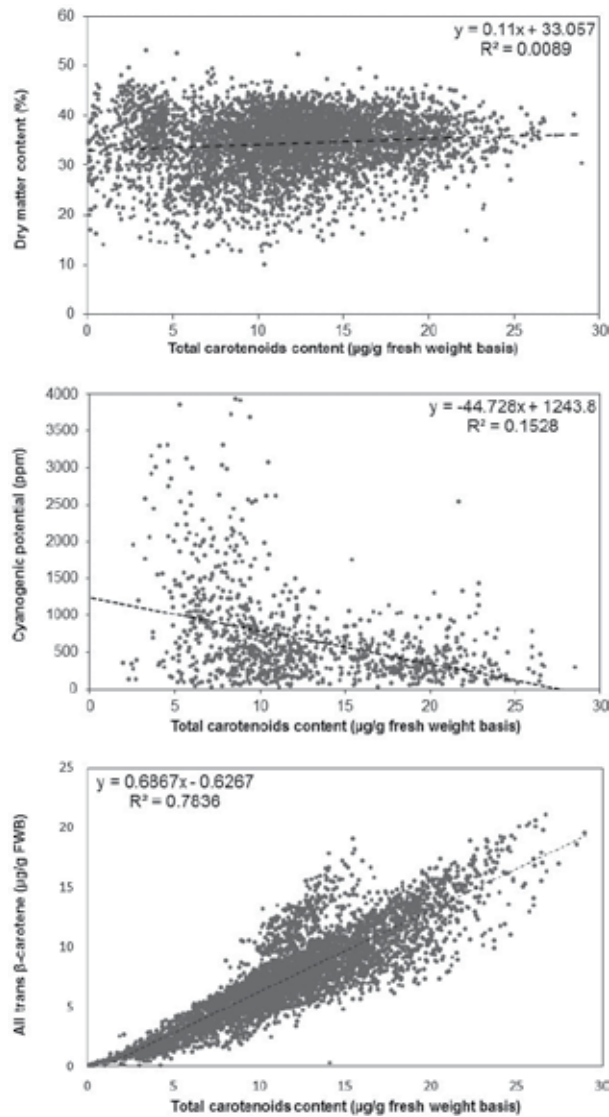 y = 0.11x + 33.057
R² = 0.0089
60
50
40
30
20
10
0
Dry matter content (%)
0 5 10 15 20 25 30
Total carotenoids content (µg/g fresh weight basis)
y = -44.728x + 1243.8
R² = 0.1528
4000
3500
3000
2500
2000
1500
1000
500
0
Cyanogenic potential (ppm)
0 5 10 15 20 25 30
Total carotenoids content (µg/g fresh weight basis)
y = 0.6867x - 0.6267
R² = 0.7836
25
20
15
10
5
0
All trans β-carotene (µg/g FWB)
0 5 10 15 20 25 30
Total carotenoids content (µg/g fresh weight basis)